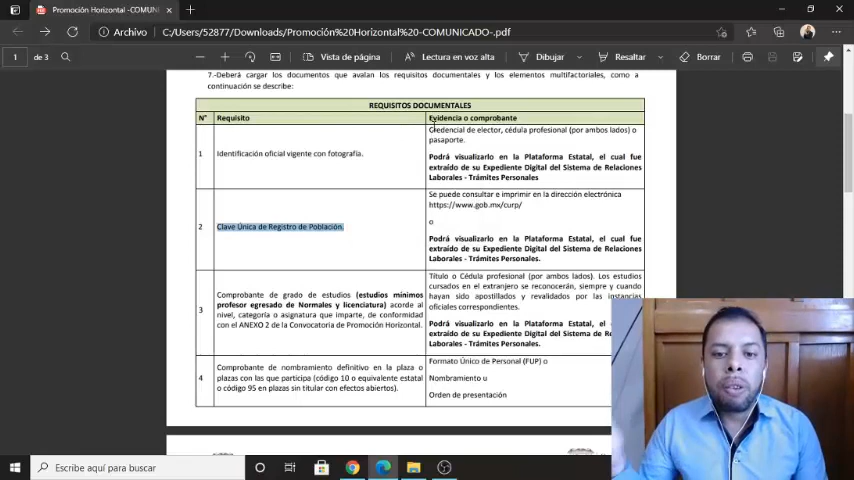 Promoción Horizontal -COMUNIC
Archivo
C:/Users/52877/Downloads/Promoción%20Horizontal%20-COMUNICADO-.pdf
1
de 3
Vista de página
Lectura en voz alta
Dibujar
Resaltar
Borrar
7.-Deberá cargar los documentos que avalan los requisitos documentales y los elementos multifactoriales, como a
continuación se describe:
REQUISITOS DOCUMENTALES
N° Requisito Evidencia o comprobante
1 Identificación oficial vigente con fotografía.
Credencial de elector, cédula profesional (por ambos lados) o
pasaporte.
Podrá visualizarlo en la Plataforma Estatal, el cual fue
extraído de su Expediente Digital del Sistema de Relaciones
Laborales - Trámites Personales
2 Clave Única de Registro de Población.
Se puede consultar e imprimir en la dirección electrónica
https://www.gob.mx/curp/
o
Podrá visualizarlo en la Plataforma Estatal, el cual fue
extraído de su Expediente Digital del Sistema de Relaciones
Laborales - Trámites Personales.
3
Comprobante de grado de estudios (estudios mínimos
profesor egresado de Normales y licenciatura) acorde al
nivel, categoría o asignatura que imparte, de conformidad
con el ANEXO 2 de la Convocatoria de Promoción Horizontal.
Título o Cédula profesional (por ambos lados). Los estudios
cursados en el extranjero se reconocerán, siempre y cuando
hayan sido apostillados y revalidados por las instancias
oficiales correspondientes.
Podrá visualizarlo en la Plataforma Estatal, el
extraído de su Expediente Digital del Sistema de Re
Laborales - Trámites Personales.
4
Comprobante de nombramiento definitivo en la plaza o
plazas con las que participa (código 10 o equivalente estatal
o código 95 en plazas sin titular con efectos abiertos).
Formato Único de Personal (FUP) o
Nombramiento u
Orden de presentación
Escribe aquí para buscar